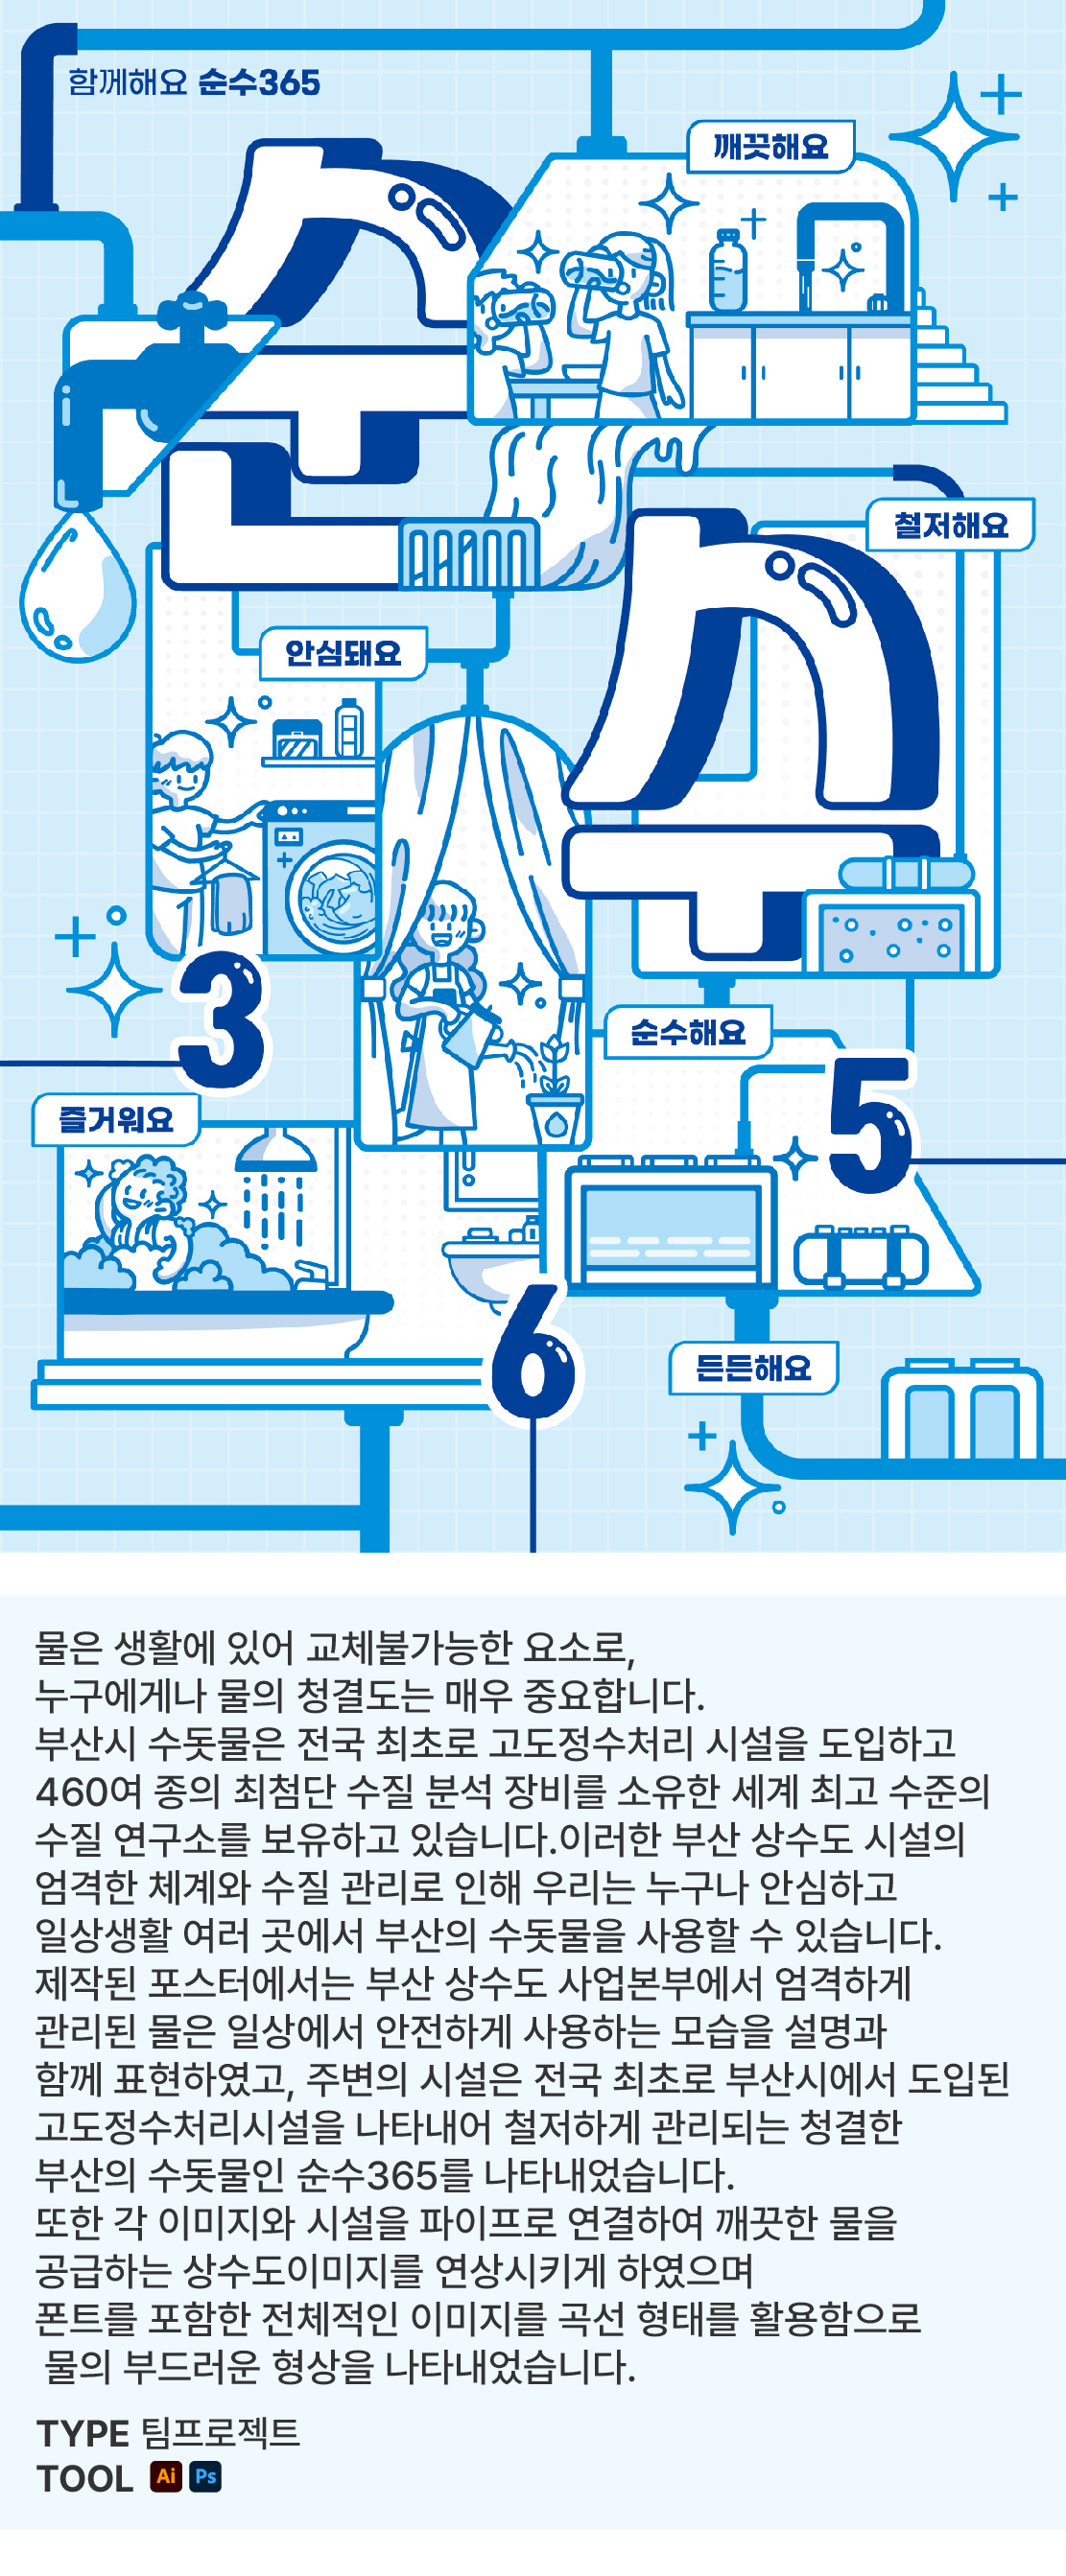 함께해요 순수365
깨끗해요
순
철저해요
안심돼요
수
3
순수해요
5
즐거워요
6
든든해요
물은 생활에 있어 교체불가능한 요소로,
누구에게나 물의 청결도는 매우 중요합니다.
부산시 수돗물은 전국 최초로 고도정수처리 시설을 도입하고
460여 종의 최첨단 수질 분석 장비를 소유한 세계 최고 수준의
수질 연구소를 보유하고 있습니다.이러한 부산 상수도 시설의
엄격한 체계와 수질 관리로 인해 우리는 누구나 안심하고
일상생활 여러 곳에서 부산의 수돗물을 사용할 수 있습니다.
제작된 포스터에서는 부산 상수도 사업본부에서 엄격하게
관리된 물은 일상에서 안전하게 사용하는 모습을 설명과
함께 표현하였고, 주변의 시설은 전국 최초로 부산시에서 도입된
고도정수처리시설을 나타내어 철저하게 관리되는 청결한
부산의 수돗물인 순수365를 나타내었습니다.
또한 각 이미지와 시설을 파이프로 연결하여 깨끗한 물을
공급하는 상수도이미지를 연상시키게 하였으며
폰트를 포함한 전체적인 이미지를 곡선 형태를 활용함으로
물의 부드러운 형상을 나타내었습니다.
TYPE 팀프로젝트
TOOL Ai Ps